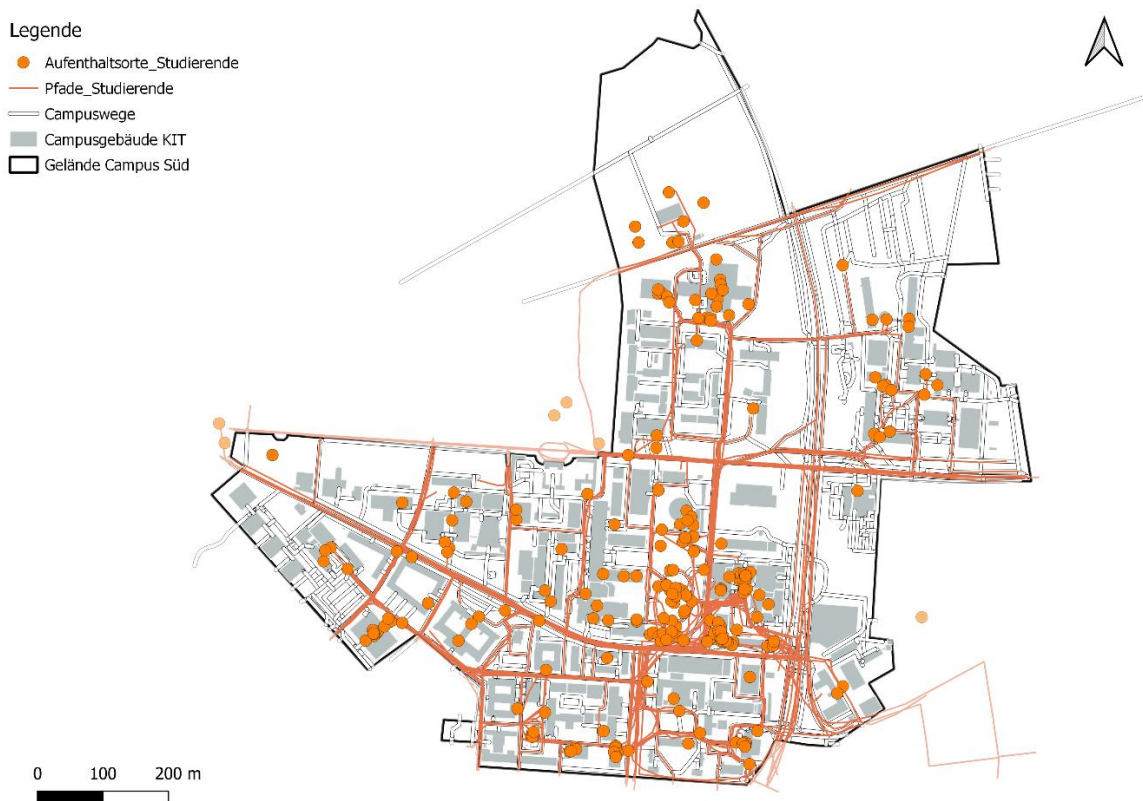 Legende
Aufenthaltsorte_Studierende
Pfade_Studierende
Campuswege
Campusgebäude KIT
Gelände Campus Süd
0 100 200 m